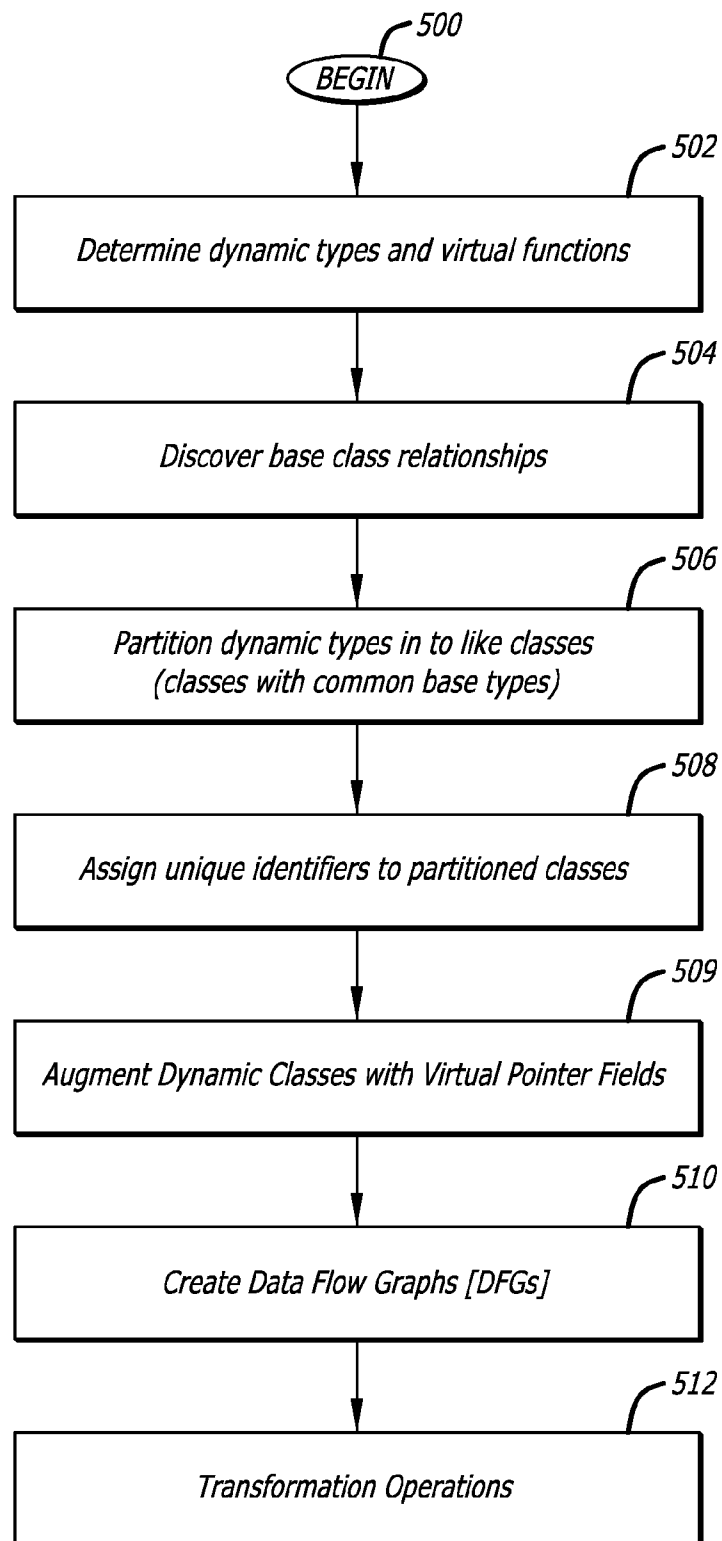 500
BEGIN
502
Determine dynamic types and virtual functions
504
Discover base class relationships
506
Partition dynamic types in to like classes
(classes with common base types)
508
Assign unique identifiers to partitioned classes
509
Augment Dynamic Classes with Virtual Pointer Fields
510
Create Data Flow Graphs [DFGs]
512
Transformation Operations